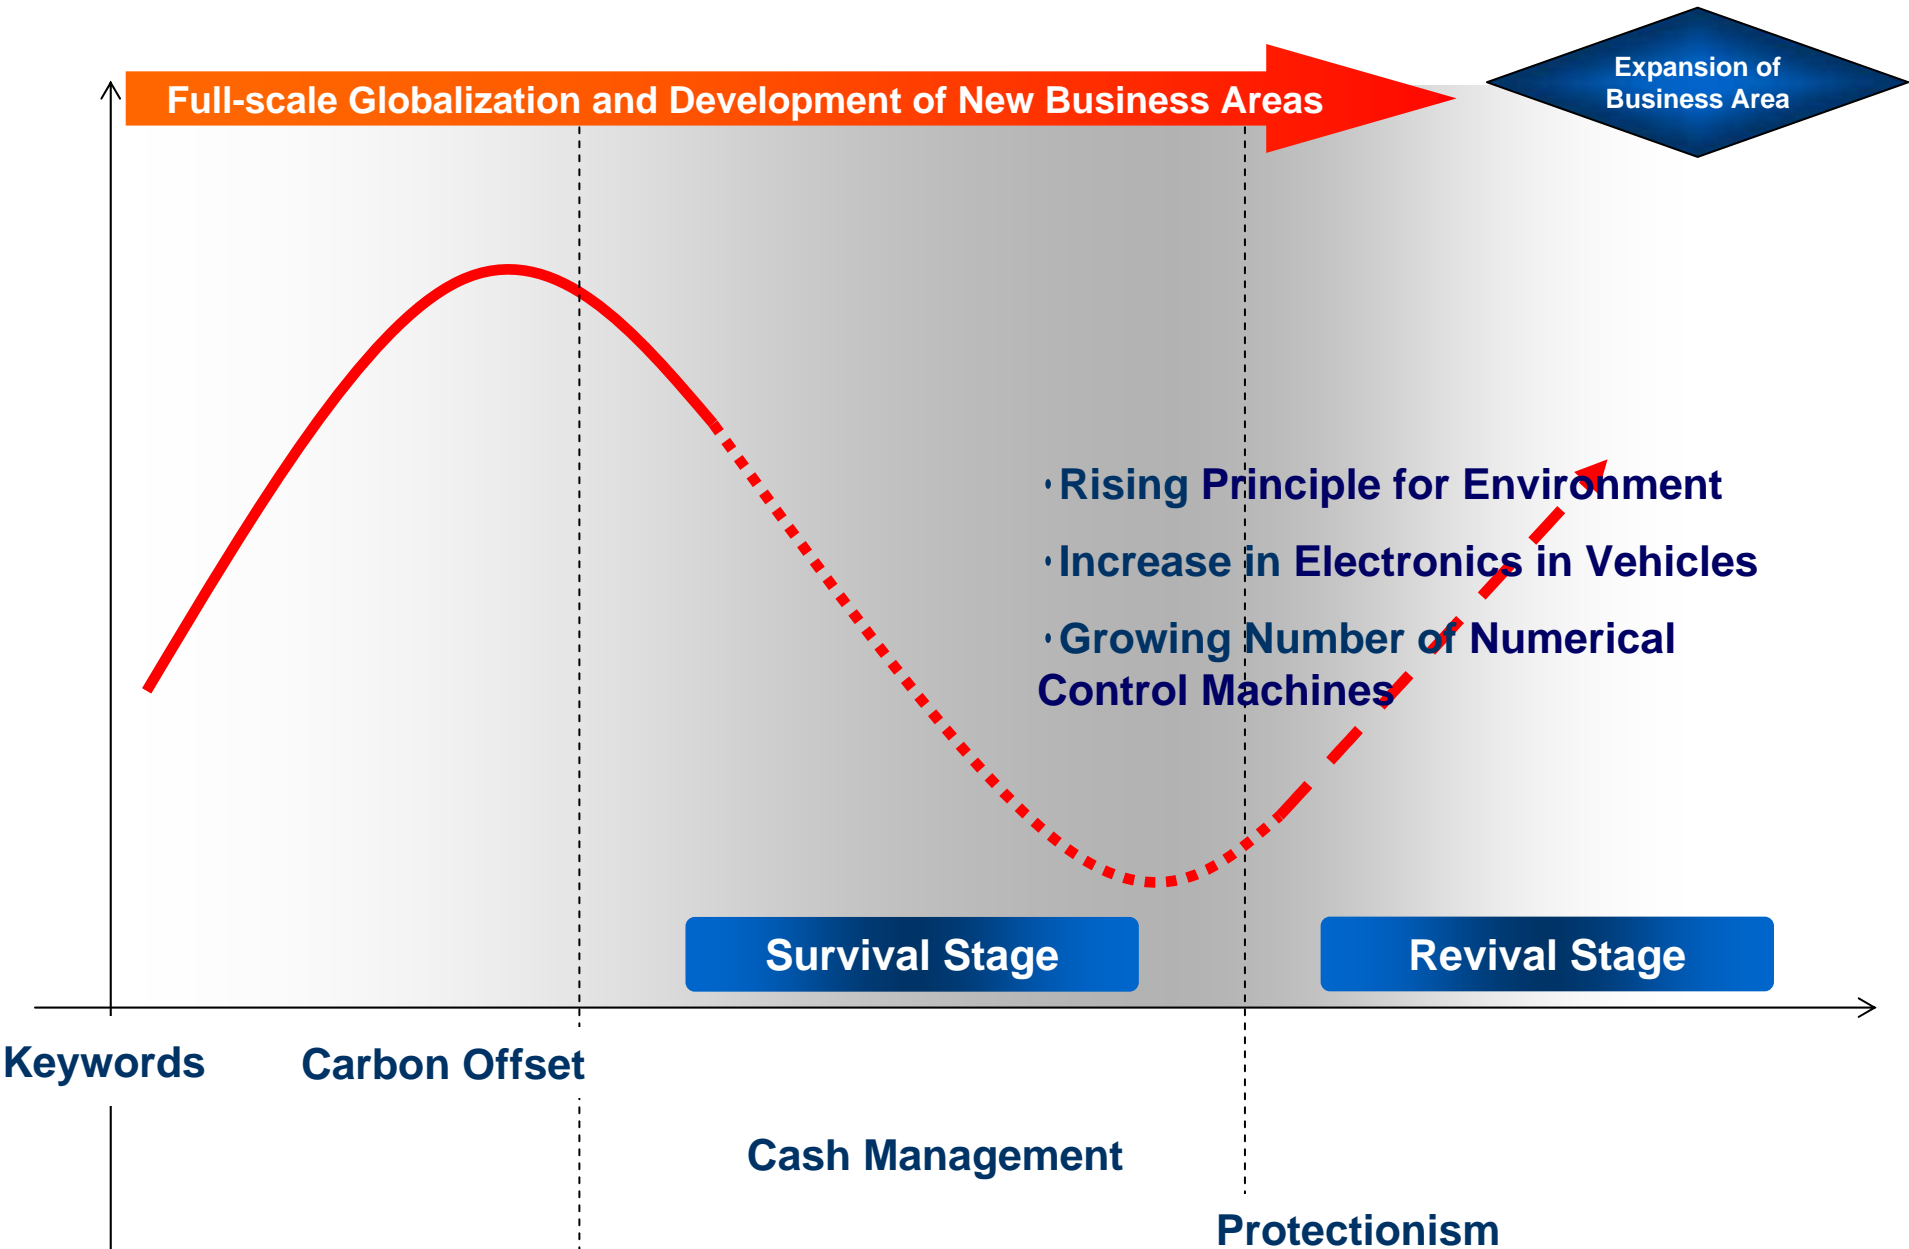 Expansion of
Business Area
Full-scale Globalization and Development of New Business Areas
・Rising Principle for Environment
・Increase in Electronics in Vehicles
・Growing Number of Numerical
Control Machines
Survival Stage
Revival Stage
Keywords
Carbon Offset
Cash Management
Protectionism